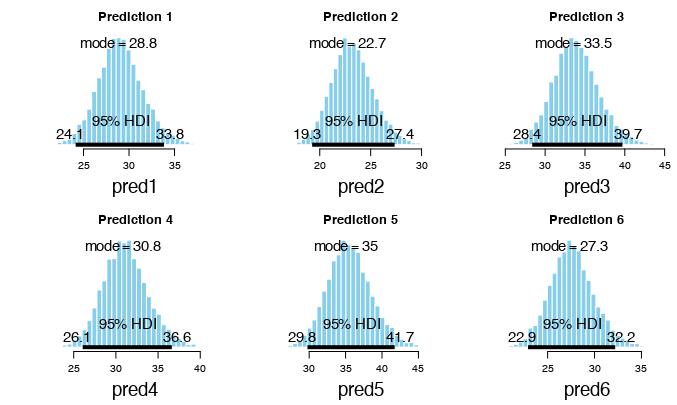 Prediction 1
mode = 28.8
95% HDI
24.1 33.8
25 30 35
pred1
Prediction 2
mode = 22.7
95% HDI
19.3 27.4
20 25 30
pred2
Prediction 3
mode = 33.5
95% HDI
28.4 39.7
25 30 35 40 45
pred3
Prediction 4
mode = 30.8
95% HDI
26.1 36.6
25 30 35 40
pred4
Prediction 5
mode = 35
95% HDI
29.8 41.7
30 35 40 45
pred5
Prediction 6
mode = 27.3
95% HDI
22.9 32.2
25 30 35
pred6